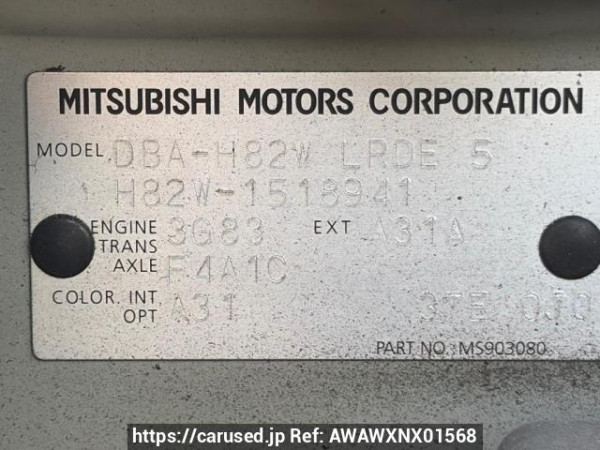 MITSUBISHI MOTORS CORPORATION
MODEL DBA-H82W LRDE 5
H82W-1518941
ENGINE 3G83 EXT A31A
TRANS
AXLE F4A1C
COLOR. INT A31 37E
OPT
PART NO. MS903080
https://carused.jp Ref: AWAWXNX01568